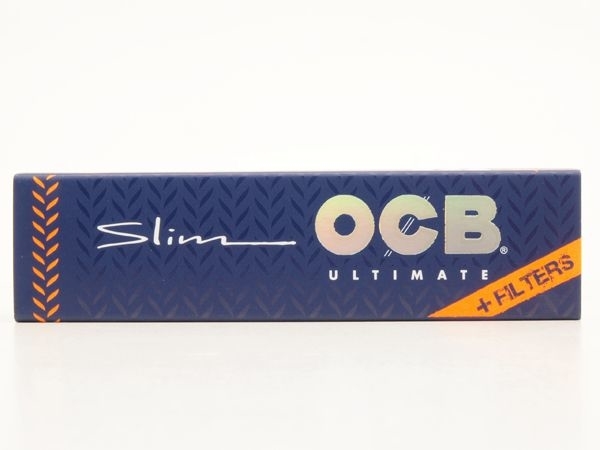 Slim
OCB®
ULTIMATE
+ FILTERS